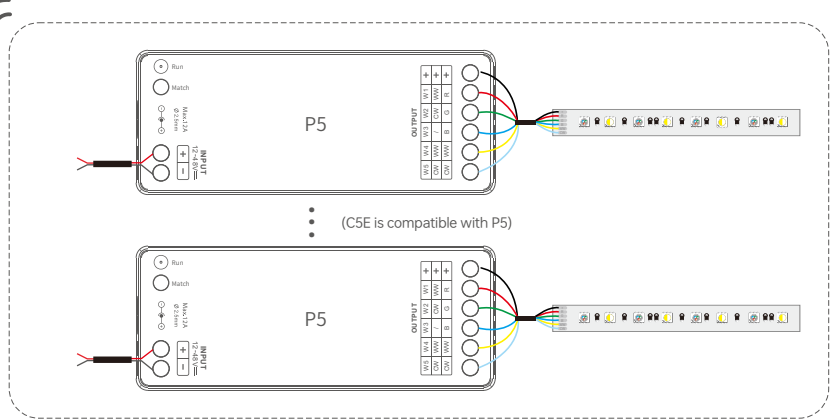 Run
Match
Max.12A
Ø 2.5mm
P5
INPUT
12-48V
+
−
OUTPUT
+ + +
W1 WW R
W2 CW G
W3 / B
W4 WW WW
W5 CW CW
(C5E is compatible with P5)
Run
Match
Max.12A
Ø 2.5mm
P5
INPUT
12-48V
+
−
OUTPUT
+ + +
W1 WW R
W2 CW G
W3 / B
W4 WW WW
W5 CW CW